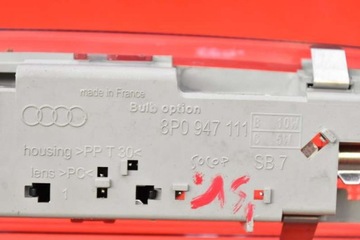 made in France
Bulb option
8P0 947 111
housing >PP T 30<
lens >PC<
SB 7
1